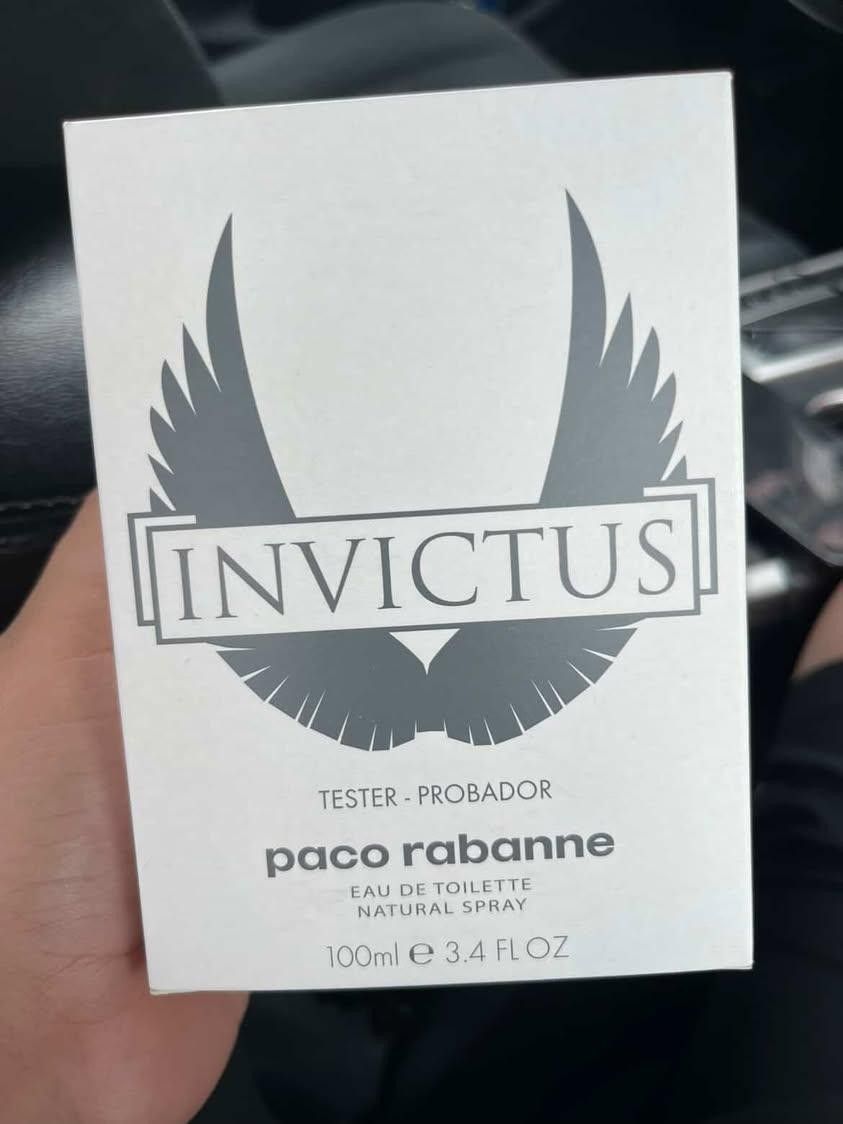 INVICTUS
TESTER - PROBADOR
paco rabanne
EAU DE TOILETTE
NATURAL SPRAY
100ml ℮ 3.4 FL OZ